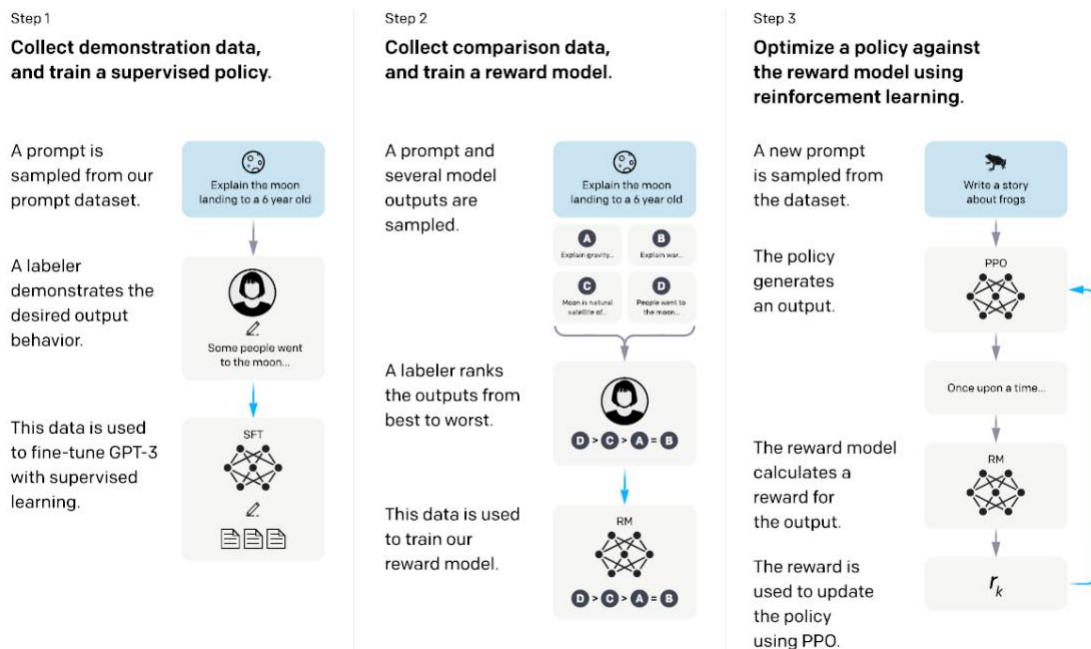 Step 1
Collect demonstration data,
and train a supervised policy.
A prompt is
sampled from our
prompt dataset.
Explain the moon
landing to a 6 year old
A labeler
demonstrates the
desired output
behavior.
Some people went
to the moon...
This data is used
to fine-tune GPT-3
with supervised
learning.
SFT
Step 2
Collect comparison data,
and train a reward model.
A prompt and
several model
outputs are
sampled.
Explain the moon
landing to a 6 year old
A
Explain gravity...
B
Explain war...
C
Moon is natural
satellite of...
D
People went to
the moon...
A labeler ranks
the outputs from
best to worst.
D > C > A = B
This data is used
to train our
reward model.
RM
D > C > A = B
Step 3
Optimize a policy against
the reward model using
reinforcement learning.
A new prompt
is sampled from
the dataset.
Write a story
about frogs
The policy
generates
an output.
PPO
Once upon a time...
The reward model
calculates a
reward for
the output.
RM
The reward is
used to update
the policy
using PPO.
rk